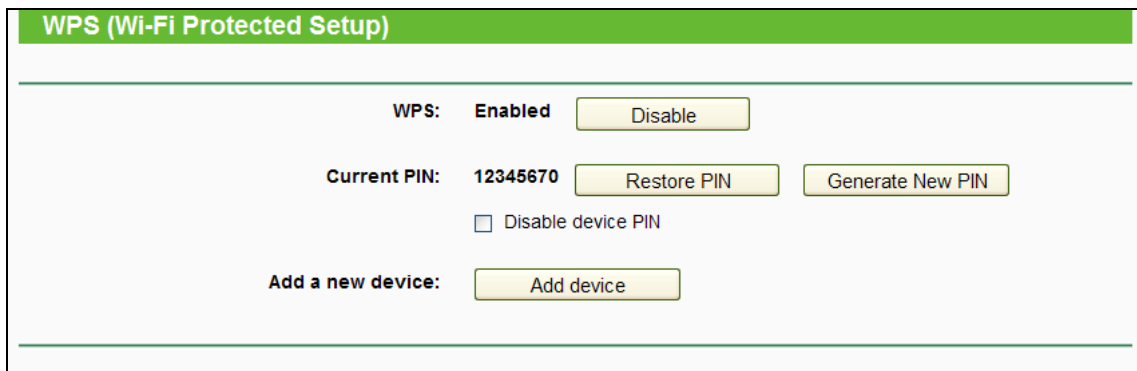 WPS (Wi-Fi Protected Setup)
WPS: Enabled Disable
Current PIN: 12345670 Restore PIN Generate New PIN
Disable device PIN
Add a new device: Add device